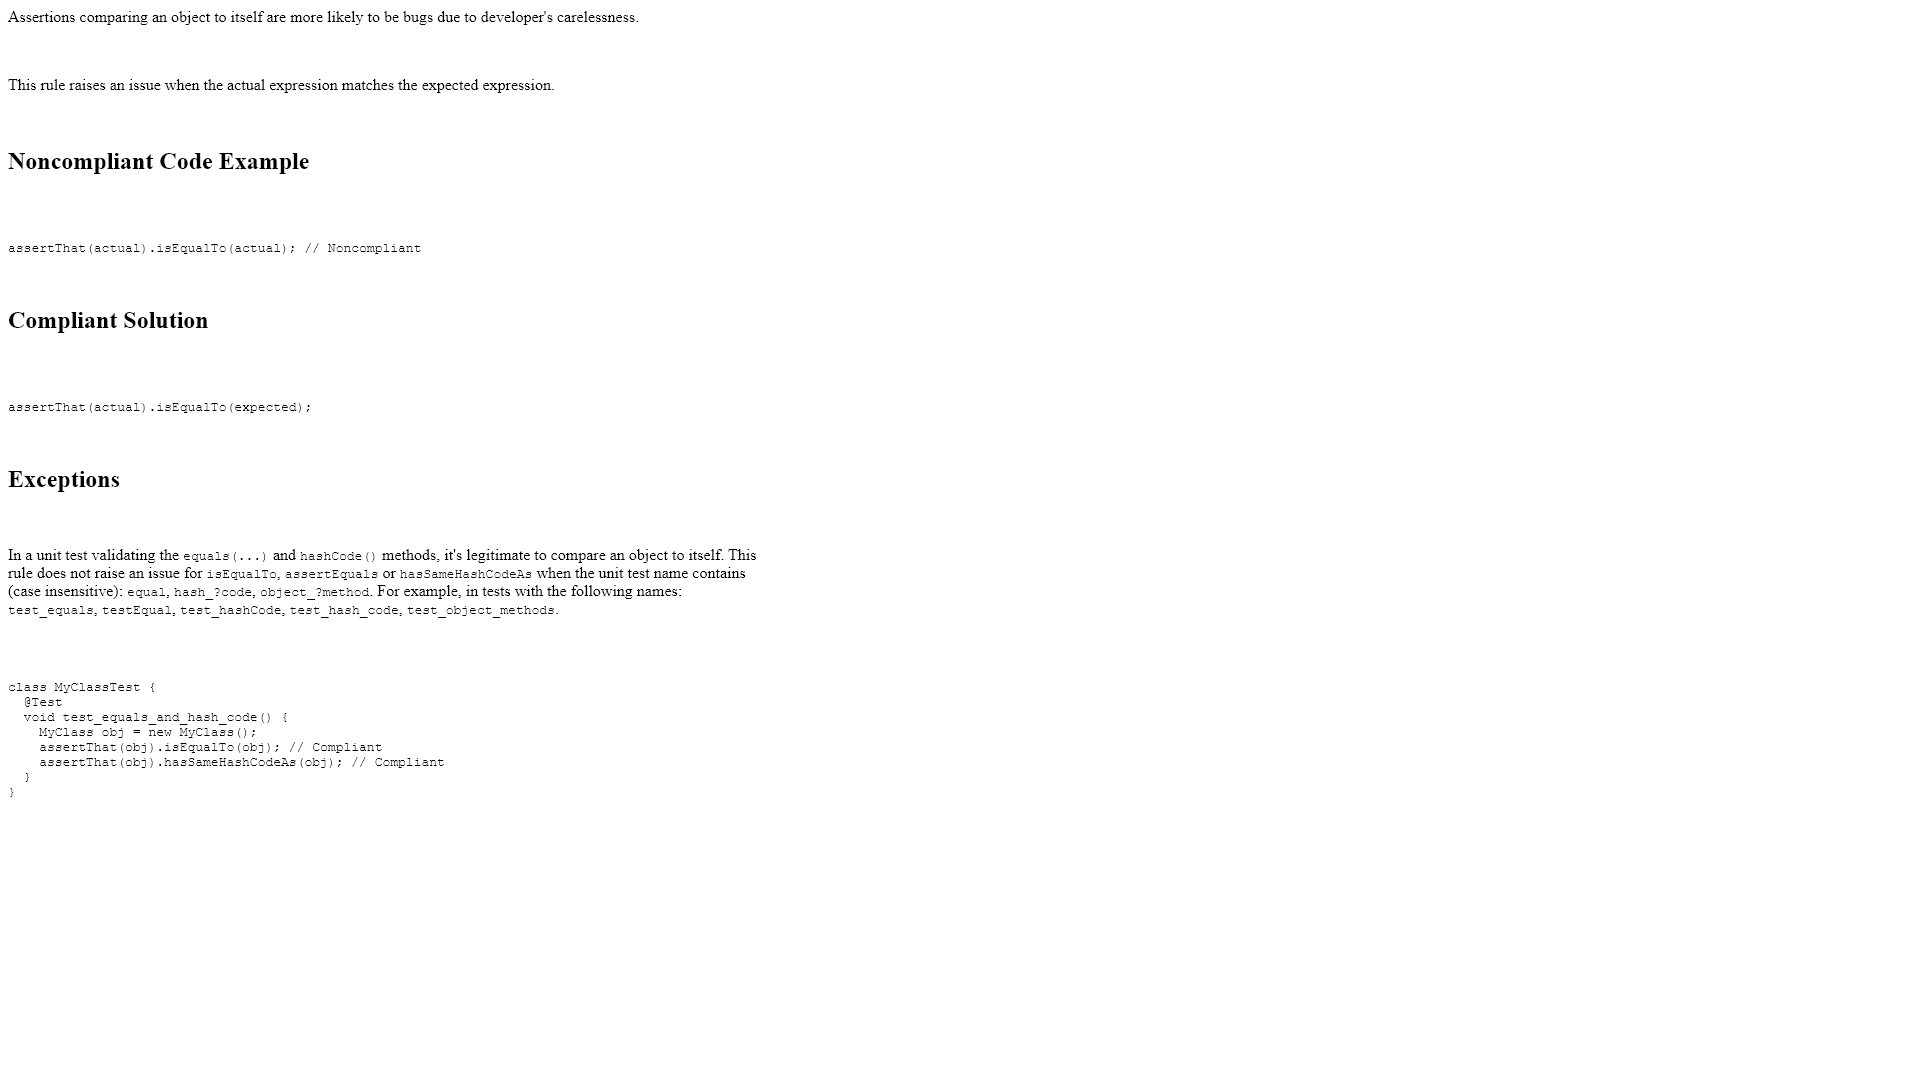 Assertions comparing an object to itself are more likely to be bugs due to developer's carelessness.
This rule raises an issue when the actual expression matches the expected expression.
Noncompliant Code Example
assertThat(actual).isEqualTo(actual); // Noncompliant
Compliant Solution
assertThat(actual).isEqualTo(expected);
Exceptions
In a unit test validating the equals(...) and hashCode() methods, it's legitimate to compare an object to itself. This
rule does not raise an issue for isEqualTo, assertEquals or hasSameHashCodeAs when the unit test name contains
(case insensitive): equal, hash_?code, object_?method. For example, in tests with the following names:
test_equals, testEqual, test_hashCode, test_hash_code, test_object_methods.
class MyClassTest {
  @Test
  void test_equals_and_hash_code() {
    MyClass obj = new MyClass();
    assertThat(obj).isEqualTo(obj); // Compliant
    assertThat(obj).hasSameHashCodeAs(obj); // Compliant
  }
}